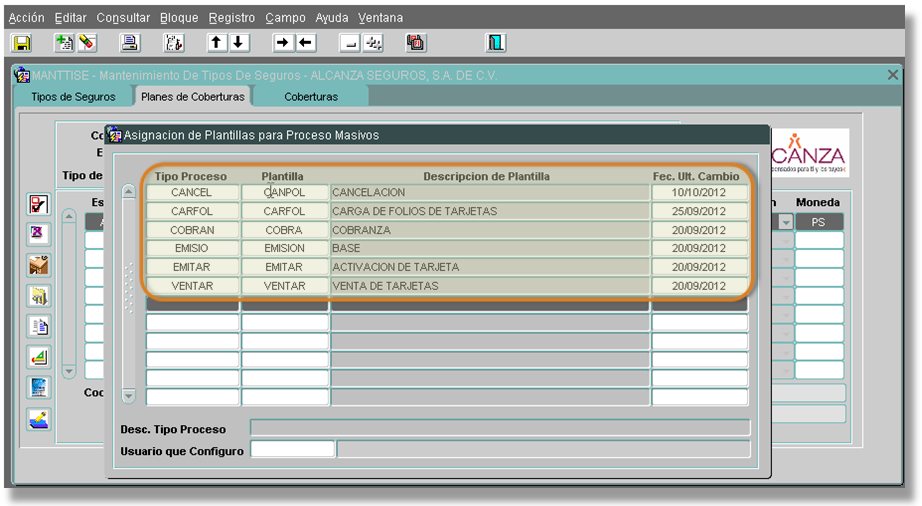 Acción Editar Consultar Bloque Registro Campo Ayuda Ventana
MANTTISE - Mantenimiento De Tipos De Seguros - ALCANZA SEGUROS, S.A. DE C.V.
Tipos de Seguros Planes de Coberturas Coberturas
Asignacion de Plantillas para Proceso Masivos
Tipo de
Moneda
PS
CANZA
Tipo Proceso Plantilla Descripcion de Plantilla Fec. Ult. Cambio
CANCEL CANPOL CANCELACION 10/10/2012
CARFOL CARFOL CARGA DE FOLIOS DE TARJETAS 25/09/2012
COBRAN COBRA COBRANZA 20/09/2012
EMISIO EMISION BASE 20/09/2012
EMITAR EMITAR ACTIVACION DE TARJETA 20/09/2012
VENTAR VENTAR VENTA DE TARJETAS 20/09/2012
Desc. Tipo Proceso
Usuario que Configuro